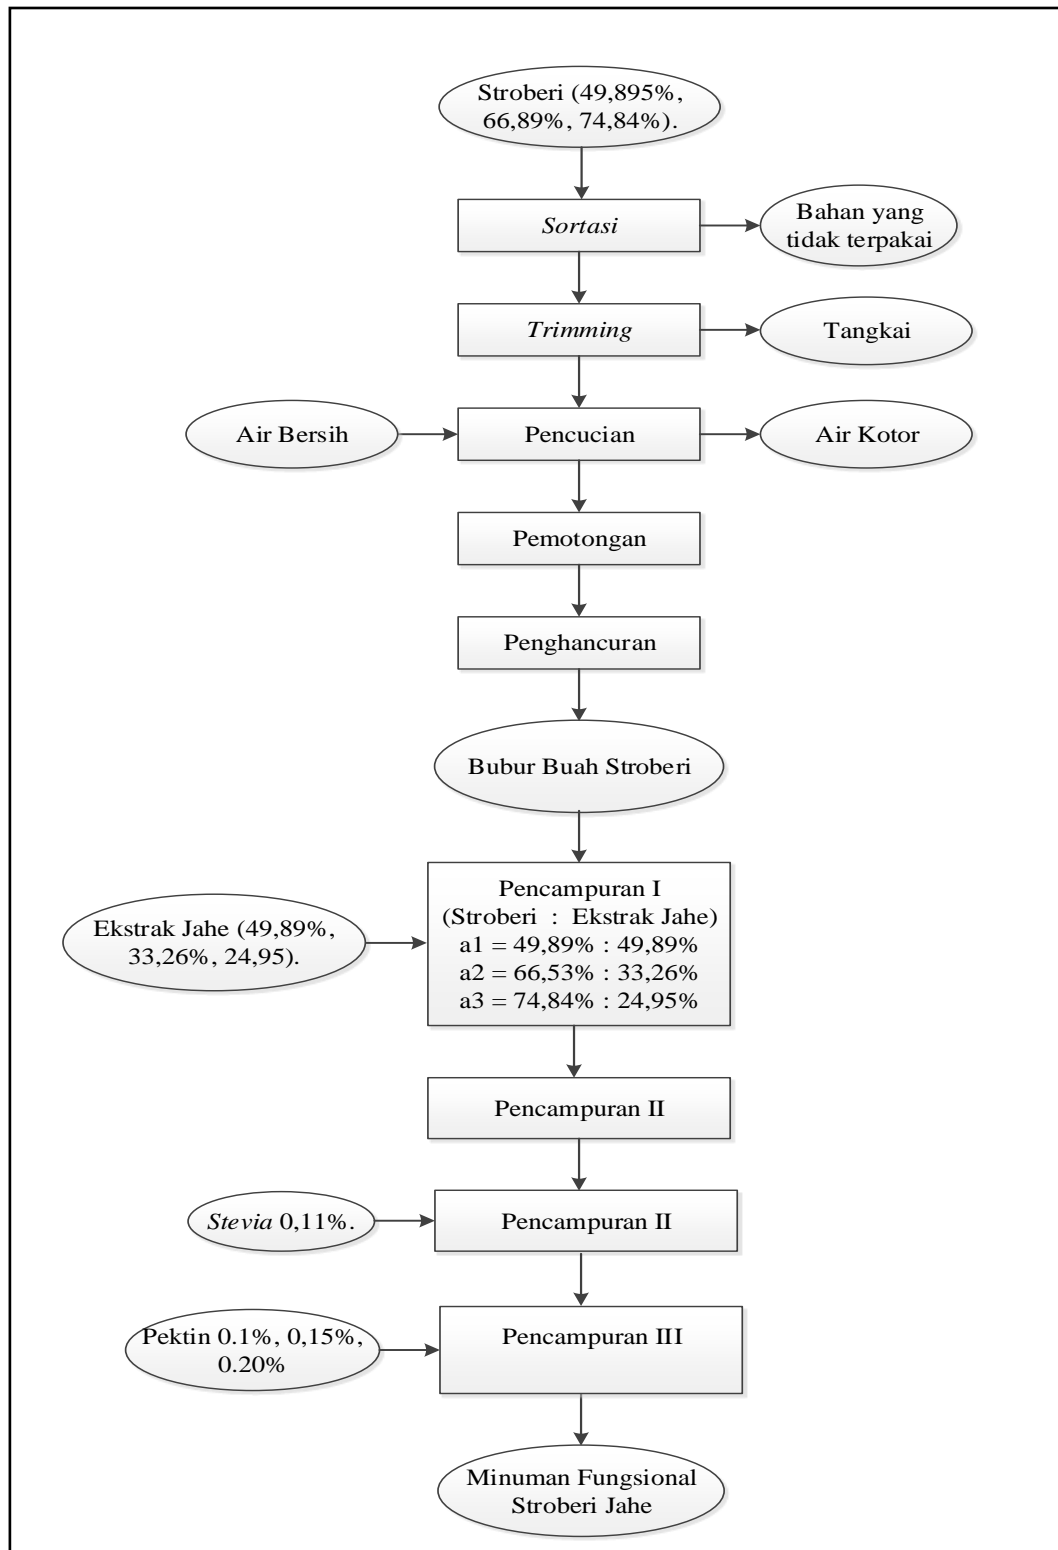 Stroberi (49,895%,
66,89%, 74,84%).
Sortasi
Bahan yang
tidak terpakai
Trimming
Tangkai
Air Bersih
Pencucian
Air Kotor
Pemotongan
Penghancuran
Bubur Buah Stroberi
Pencampuran I
(Stroberi : Ekstrak Jahe)
a1 = 49,89% : 49,89%
a2 = 66,53% : 33,26%
a3 = 74,84% : 24,95%
Ekstrak Jahe (49,89%,
33,26%, 24,95).
Pencampuran II
Stevia 0,11%.
Pencampuran II
Pektin 0.1%, 0,15%,
0.20%
Pencampuran III
Minuman Fungsional
Stroberi Jahe